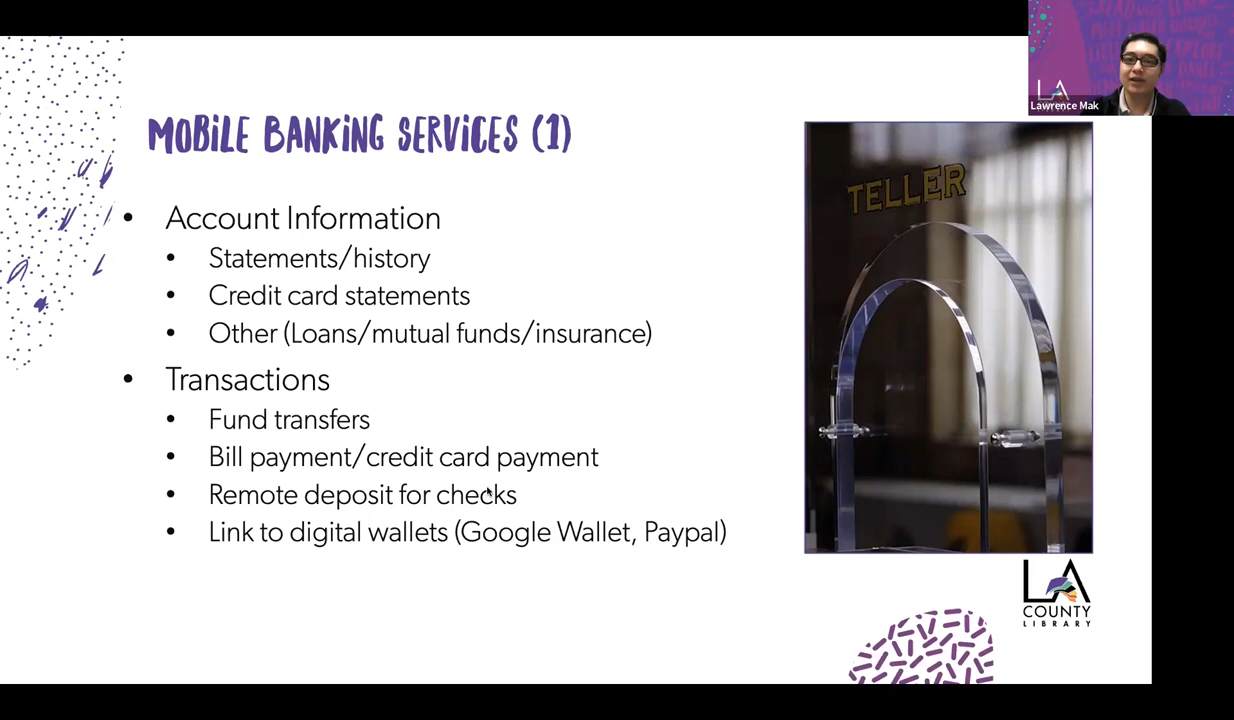 MOBILE BANKING SERVICES (1)
• Account Information
• Statements/history
• Credit card statements
• Other (Loans/mutual funds/insurance)
• Transactions
• Fund transfers
• Bill payment/credit card payment
• Remote deposit for checks
• Link to digital wallets (Google Wallet, Paypal)
TELLER
LA
Lawrence Mak
LA
COUNTY
LIBRARY